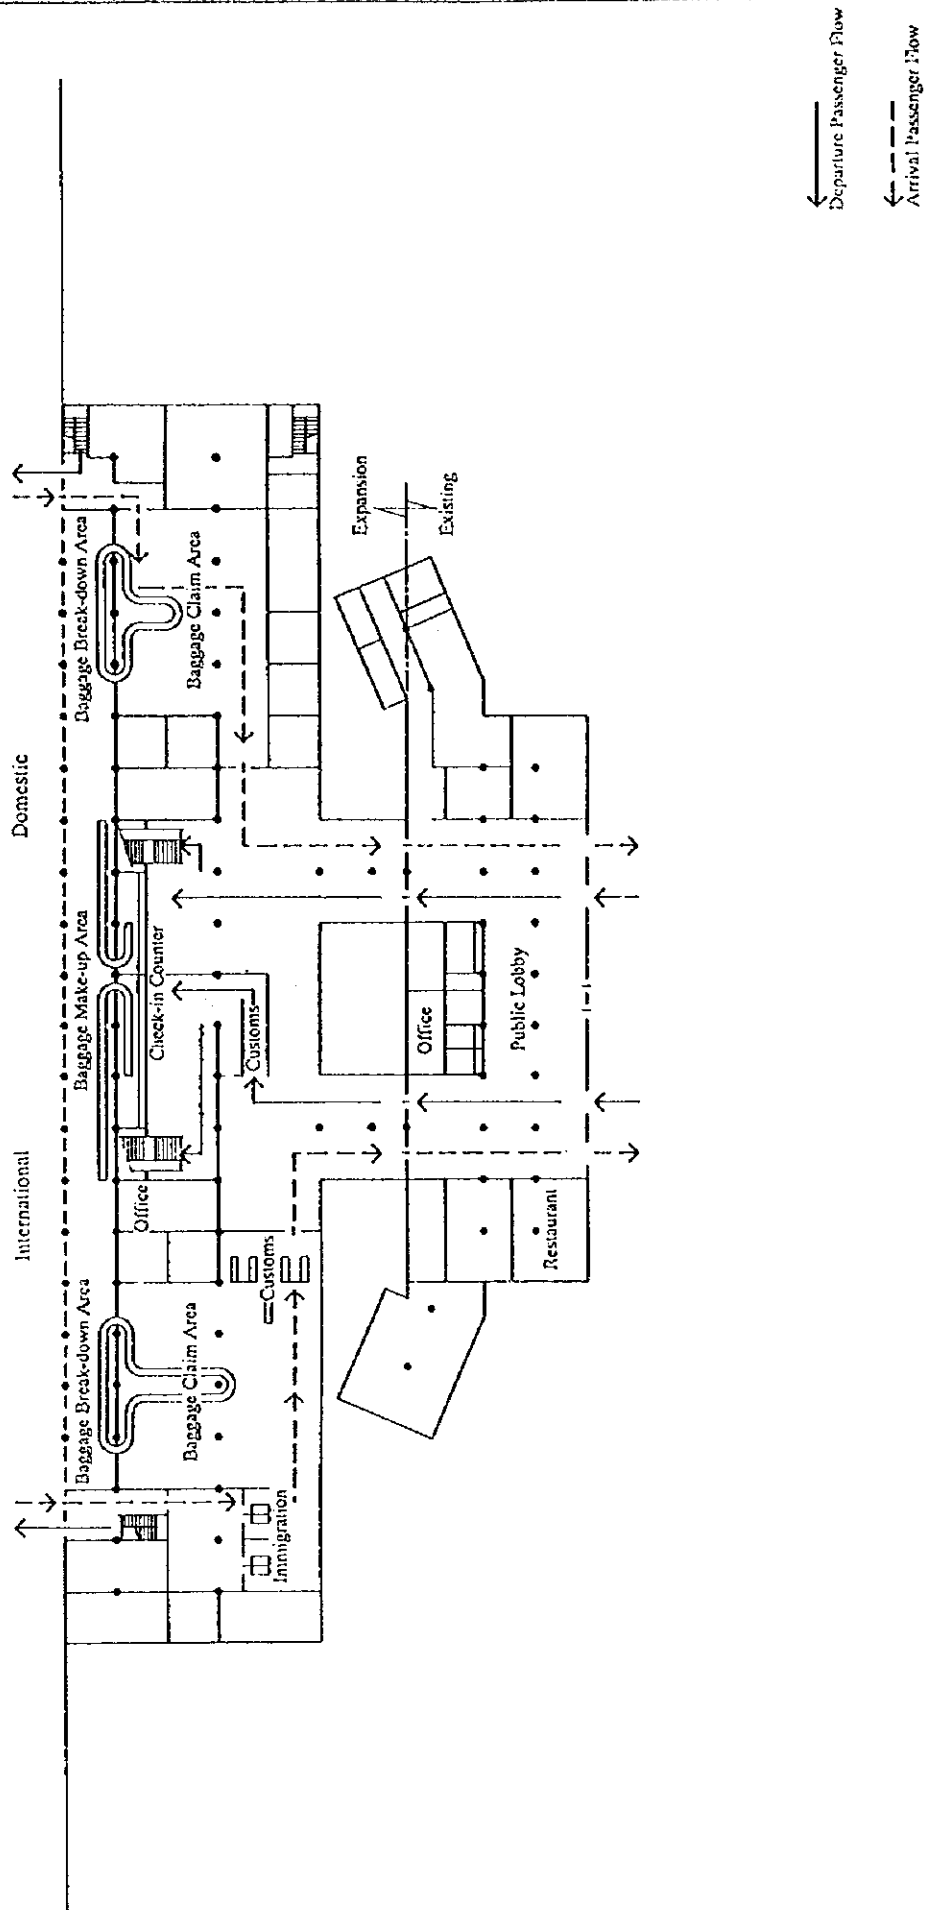 International
Domestic
Baggage Break-down Area
Baggage Make-up Area
Baggage Break-down Area
Office
Check-in Counter
Baggage Claim Area
Baggage Claim Area
Customs
Customs
Immigration
Expansion
Existing
Office
Public Lobby
Restaurant
Departure Passenger Flow
Arrival Passenger Flow